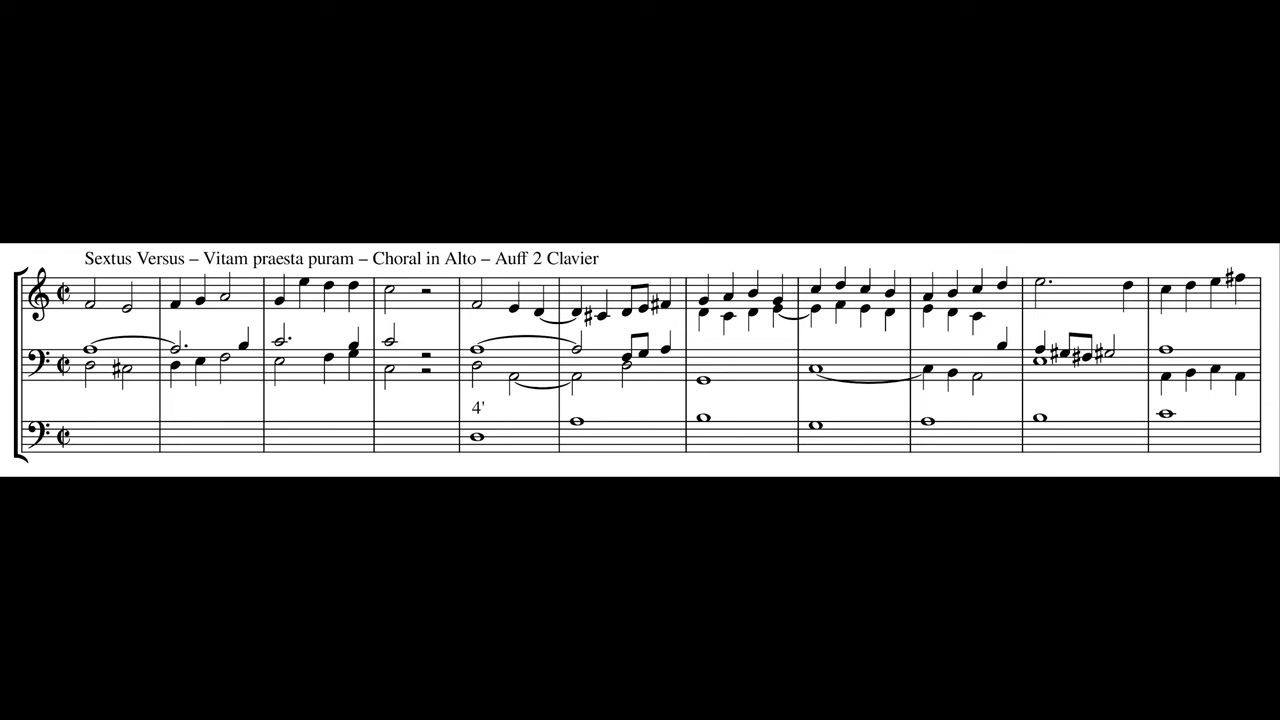 Sextus Versus – Vitam praesta puram – Choral in Alto – Auff 2 Clavier
4'